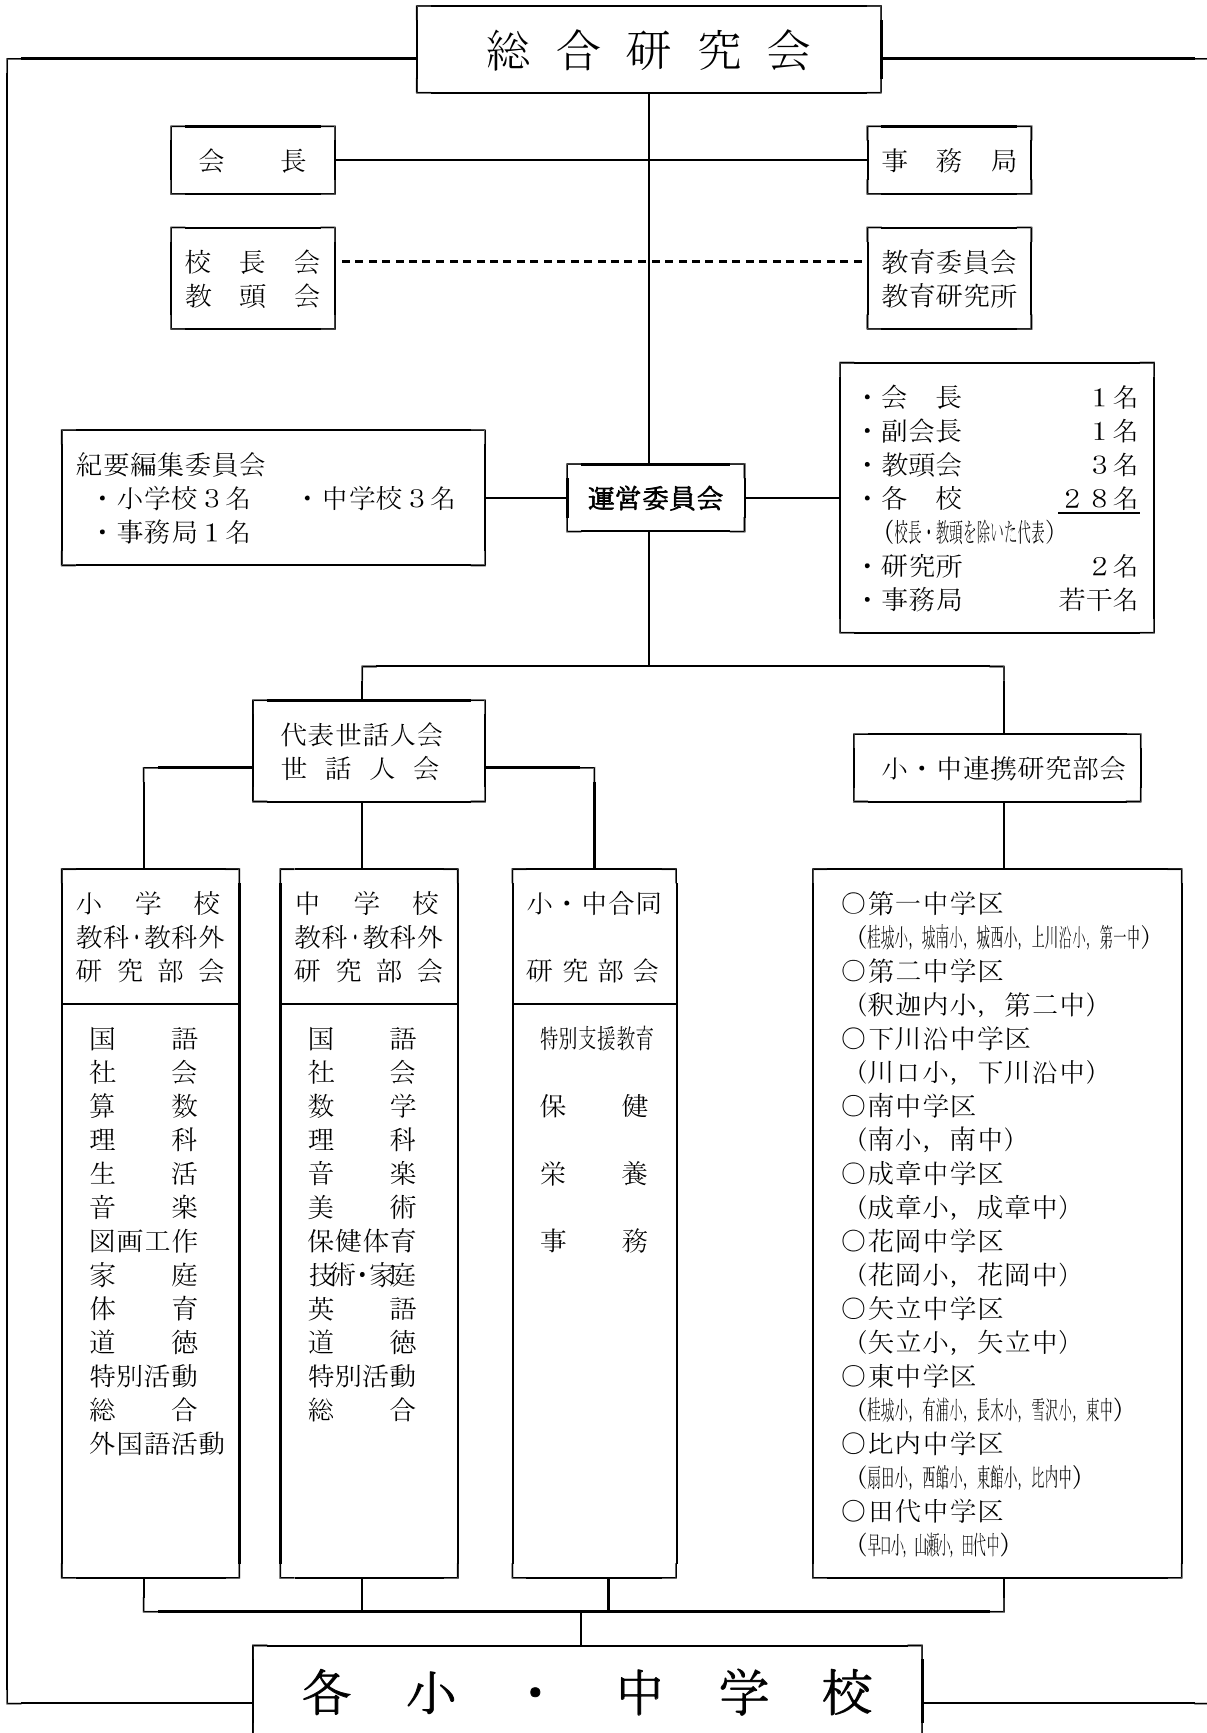 総合研究会
会長
事務局
校長会
教頭会
教育委員会
教育研究所
・会長 1名
・副会長 1名
・教頭会 3名
・各校 28名
（校長・教頭を除いた代表）
・研究所 2名
・事務局 若干名
紀要編集委員会
・小学校3名 ・中学校3名
・事務局1名
運営委員会
代表世話人会
世話人会
小・中連携研究部会
小学校
教科・教科外
研究部会
国語
社会
算数
理科
生活
音楽
図画工作
家庭
体育
道徳
特別活動
総合
外国語活動
中学校
教科・教科外
研究部会
国語
社会
数学
理科
音楽
美術
保健体育
技術・家庭
英語
道徳
特別活動
総合
小・中合同
研究部会
特別支援教育
保健
栄養
事務
○第一中学区
（桂城小，城南小，城西小，上川沿小，第一中）
○第二中学区
（釈迦内小，第二中）
○下川沿中学区
（川口小，下川沿中）
○南中学区
（南小，南中）
○成章中学区
（成章小，成章中）
○花岡中学区
（花岡小，花岡中）
○矢立中学区
（矢立小，矢立中）
○東中学区
（桂城小，有浦小，長木小，雪沢小，東中）
○比内中学区
（扇田小，西館小，東館小，比内中）
○田代中学区
（早口小，山瀬小，田代中）
各小・中学校